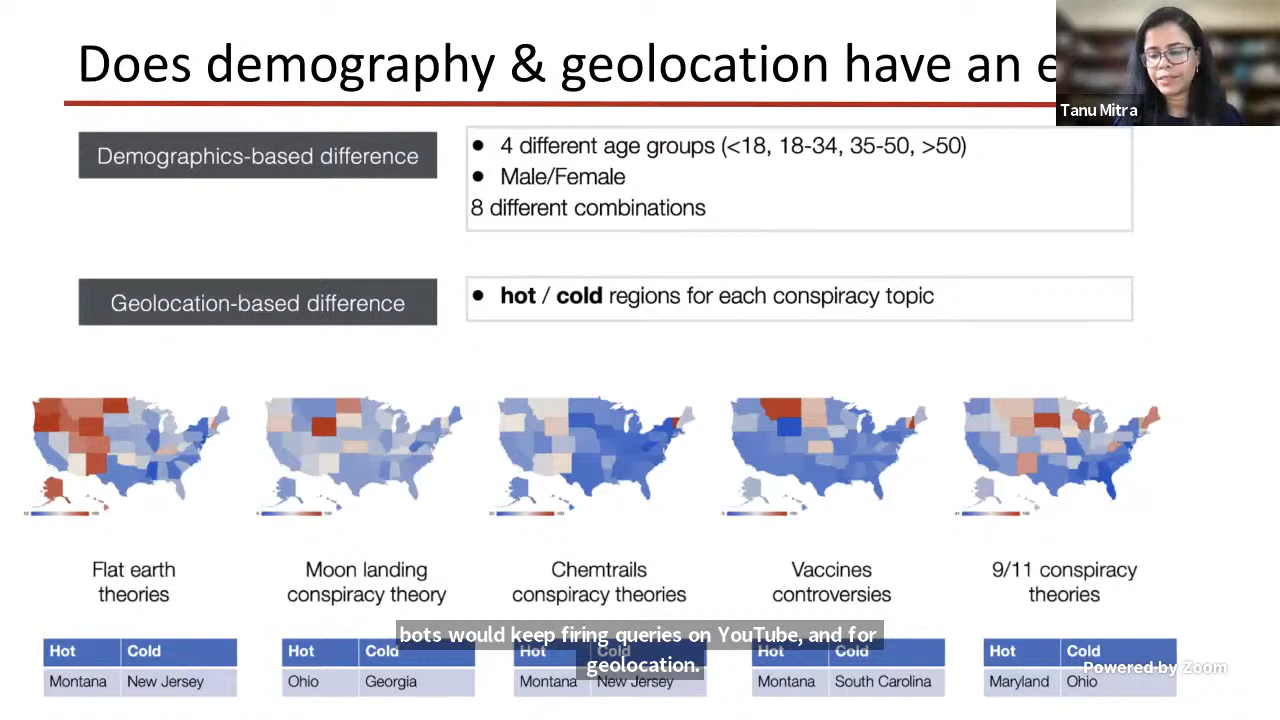 Does demography & geolocation have an e
Tanu Mitra
Demographics-based difference
● 4 different age groups (<18, 18-34, 35-50, >50)
● Male/Female
8 different combinations
Geolocation-based difference
● hot / cold regions for each conspiracy topic
Flat earth
theories
Moon landing
conspiracy theory
Chemtrails
conspiracy theories
Vaccines
controversies
9/11 conspiracy
theories
bots would keep firing queries on YouTube, and for
geolocation.
Hot Cold
Montana New Jersey
Hot Cold
Ohio Georgia
Hot Cold
Montana New Jersey
Hot Cold
Montana South Carolina
Hot Cold
Maryland Ohio
Powered by Zoom